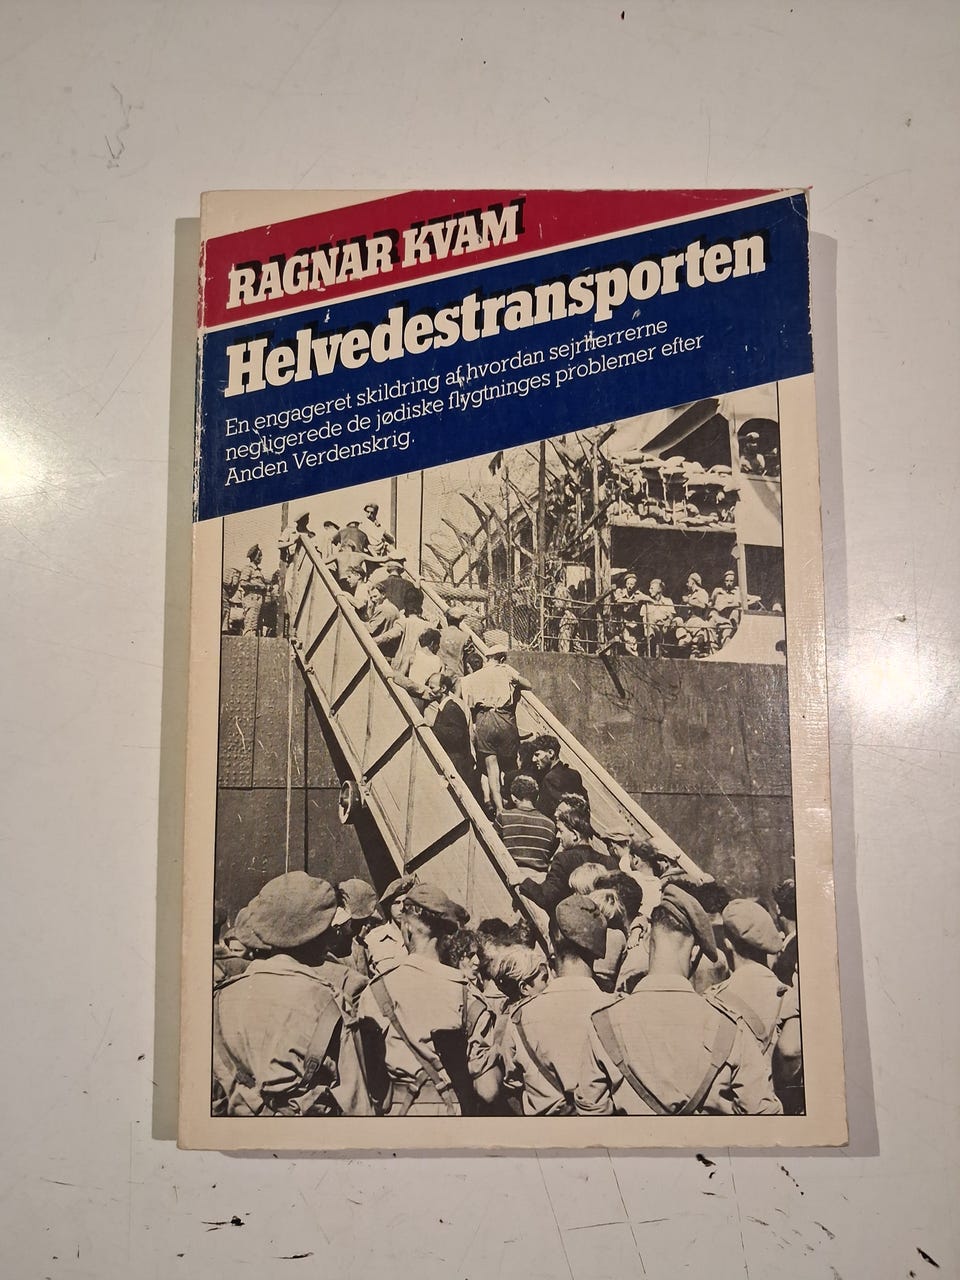 RAGNAR KVAM
Helvedestransporten
En engageret skildring af hvordan sejrherrerne
negligerede de jødiske flygtninges problemer efter
Anden Verdenskrig.